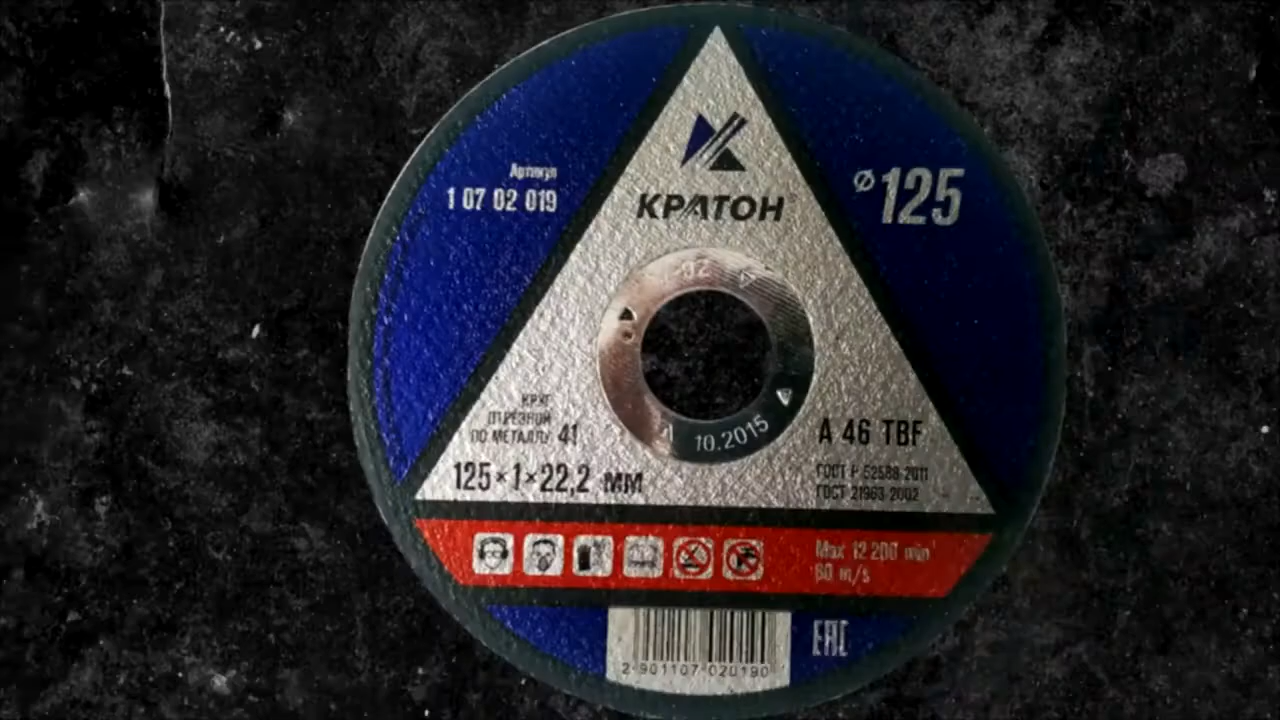 КРАТОН
Артикул
1 07 02 019
⌀125
10.2015
КРУГ
ОТРЕЗНОЙ
ПО МЕТАЛЛУ 41
125×1×22,2 мм
A 46 TBF
ГОСТ Р 52588-2011
ГОСТ 21963-2002
Max 12 200 min⁻¹
80 m/s
2 901107 020190
EAC